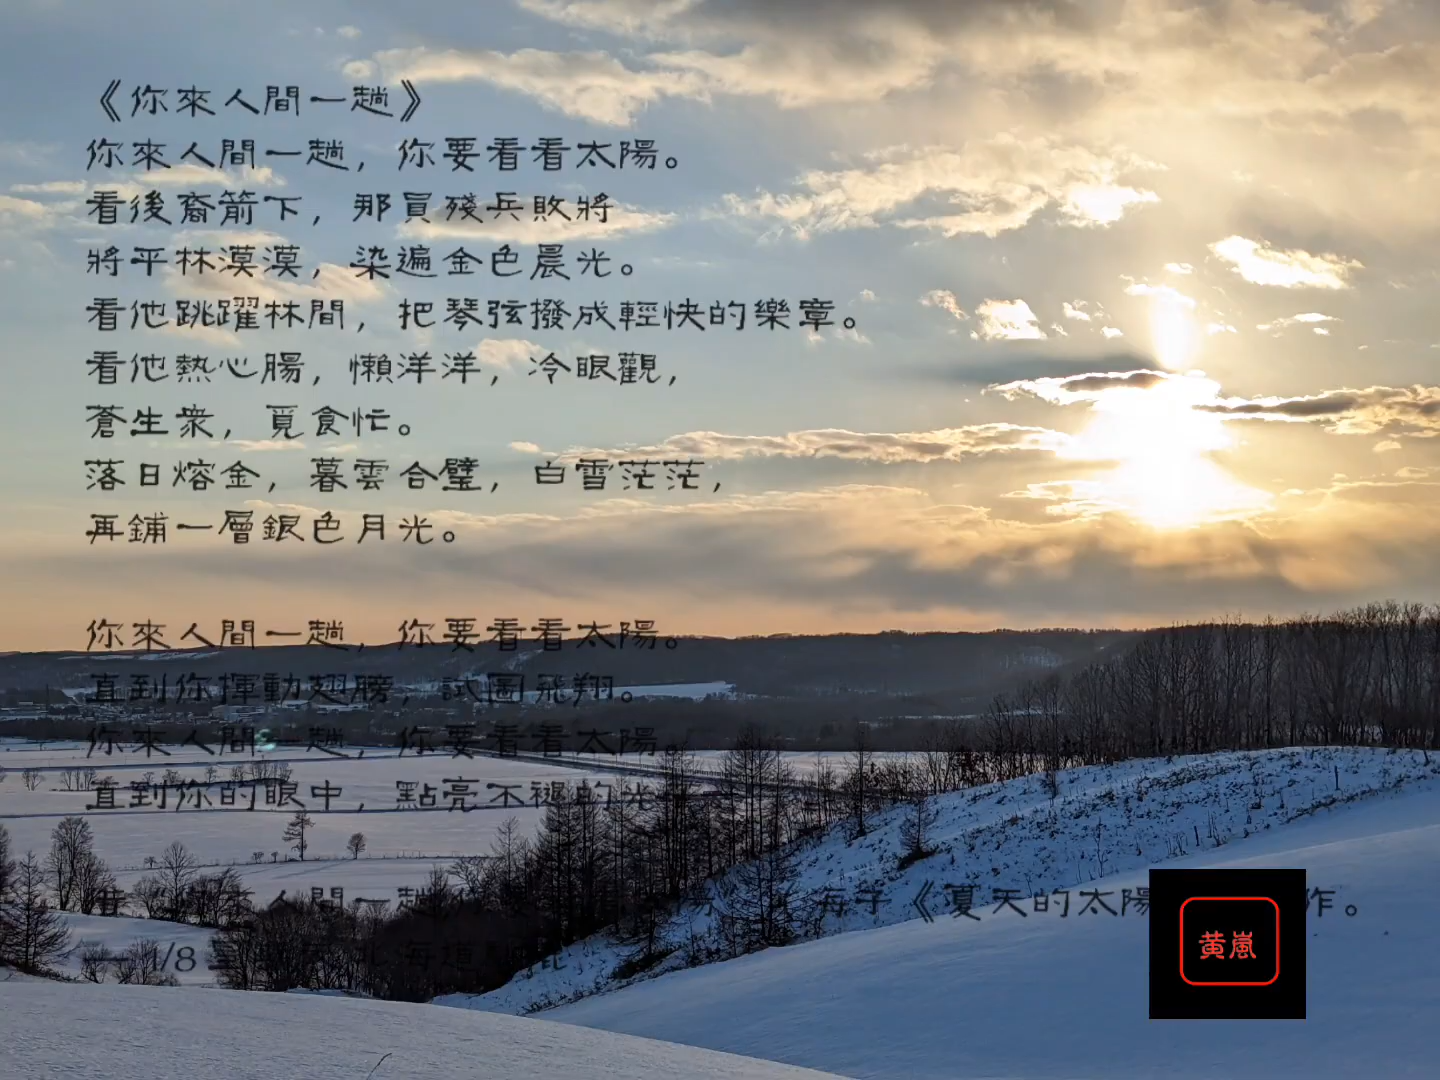 《你來人間一趟》
你來人間一趟，你要看看太陽。
看後裔箭下，那員殘兵敗將
將平林漠漠，染遍金色晨光。
看他跳躍林間，把琴弦撥成輕快的樂章。
看他熱心腸，懶洋洋，冷眼觀，
蒼生衆，覓食忙。
落日熔金，暮雲合璧，白雪茫茫，
再鋪一層銀色月光。
你來人間一趟，你要看看太陽。
直到你揮動翅膀，試圖飛翔。
你來人間一趟，你要看看太陽。
直到你的眼中，點亮不褪的光
人間一趟 海子《夏天的太陽 作。
1/8 北海道
黃嵐